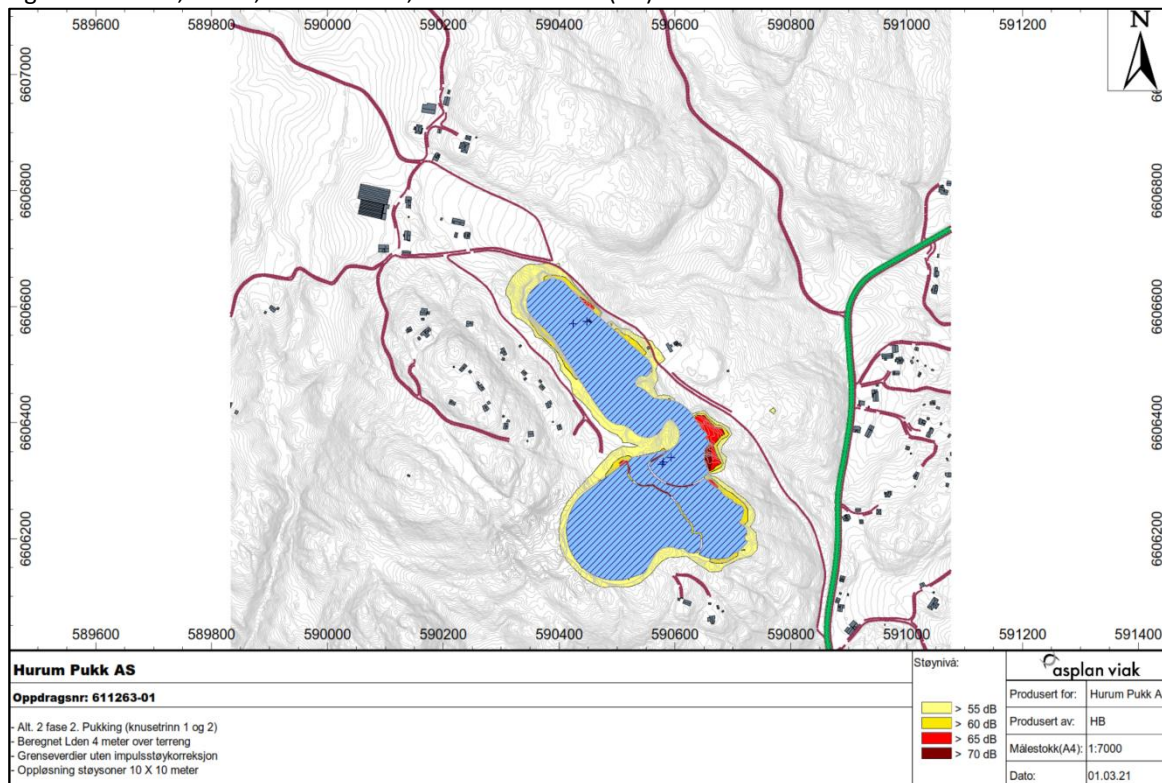 589600 589800 590000 590200 590400 590600 590800 591000 591200 591400
N
6607000
6606800 6606800
6606600 6606600
6606400 6606400
6606200 6606200
589600 589800 590000 590200 590400 590600 590800 591000 591200 591400
Hurum Pukk AS
Oppdragsnr: 611263-01
- Alt. 2 fase 2. Pukking (knusetrinn 1 og 2)
- Beregnet Lden 4 meter over terreng
- Grenseverdier uten impulsstøykorreksjon
- Oppløsning støysoner 10 X 10 meter
Støynivå:
> 55 dB
> 60 dB
> 65 dB
> 70 dB
asplan viak
Produsert for: Hurum Pukk A
Produsert av: HB
Målestokk(A4): 1:7000
Dato: 01.03.21